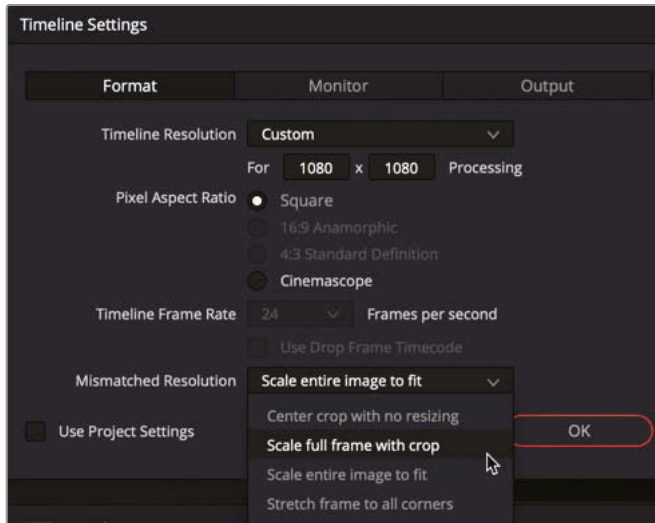 Timeline Settings
Format Monitor Output
Timeline Resolution Custom
For 1080 x 1080 Processing
Pixel Aspect Ratio Square
16:9 Anamorphic
4:3 Standard Definition
Cinemascope
Timeline Frame Rate 24 Frames per second
Use Drop Frame Timecode
Mismatched Resolution Scale entire image to fit
Center crop with no resizing
Use Project Settings Scale full frame with crop OK
Scale entire image to fit
Stretch frame to all corners